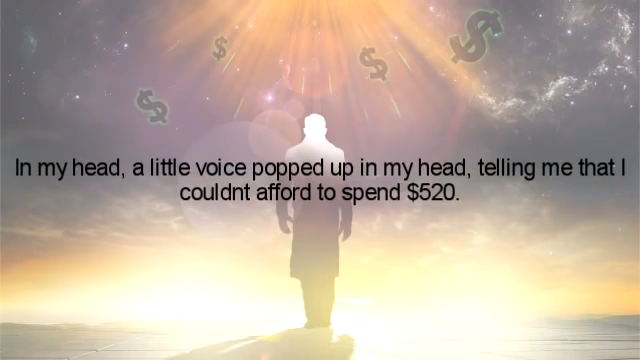 In my head, a little voice popped up in my head, telling me that I
couldnt afford to spend $520.